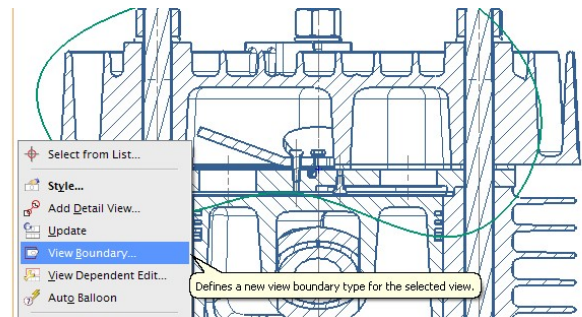 Select from List...
Style...
Add Detail View...
Update
View Boundary...
View Dependent Edit...
Auto Balloon
Defines a new view boundary type for the selected view.